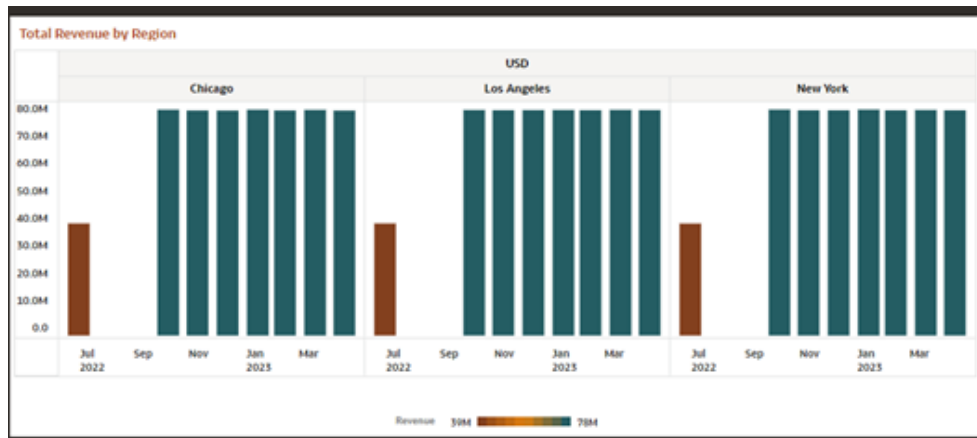 Total Revenue by Region
USD
Chicago Los Angeles New York
80.0M
70.0M
60.0M
50.0M
40.0M
30.0M
20.0M
10.0M
0.0
Jul Sep Nov Jan Mar Jul Sep Nov Jan Mar Jul Sep Nov Jan Mar
2022 2023 2022 2023 2022 2023
Revenue 39M 78M